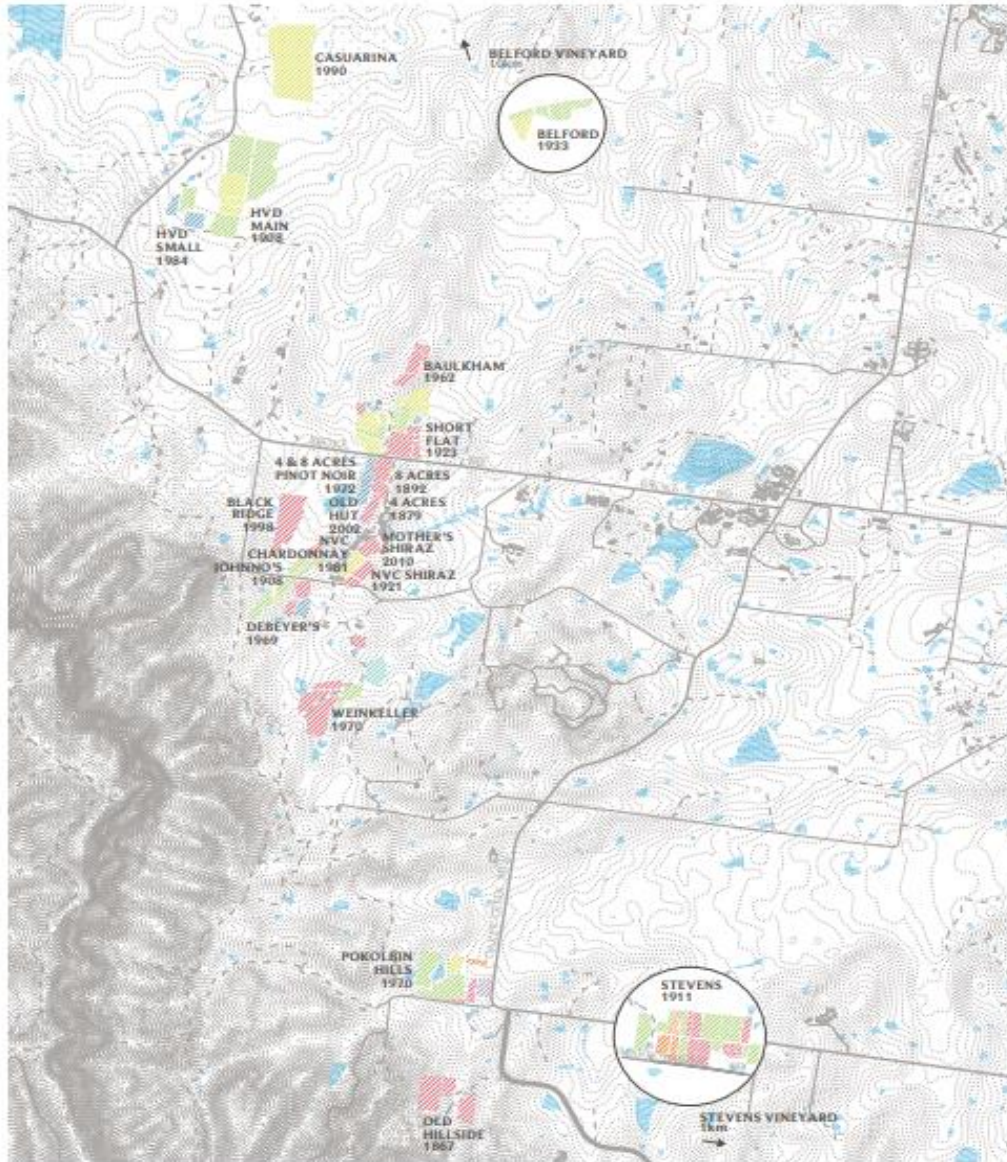 CASUARINA
1990
BELFORD VINEYARD
10km
BELFORD
1933
HVD
MAIN
1908
HVD
SMALL
1984
BAULKHAM
1962
SHORT
FLAT
1923
4 & 8 ACRES
PINOT NOIR
1972
8 ACRES
1892
BLACK
RIDGE
1998
OLD
HUT
2002
4 ACRES
1879
NVC
CHARDONNAY
1981
MOTHER'S
SHIRAZ
2010
JOHNNO'S
1908
NVC SHIRAZ
1921
DEBEYER'S
1969
WEINKELLER
1970
POKOLBIN
HILLS
1970
STEVENS
1911
OLD
HILLSIDE
1867
STEVENS VINEYARD
1km